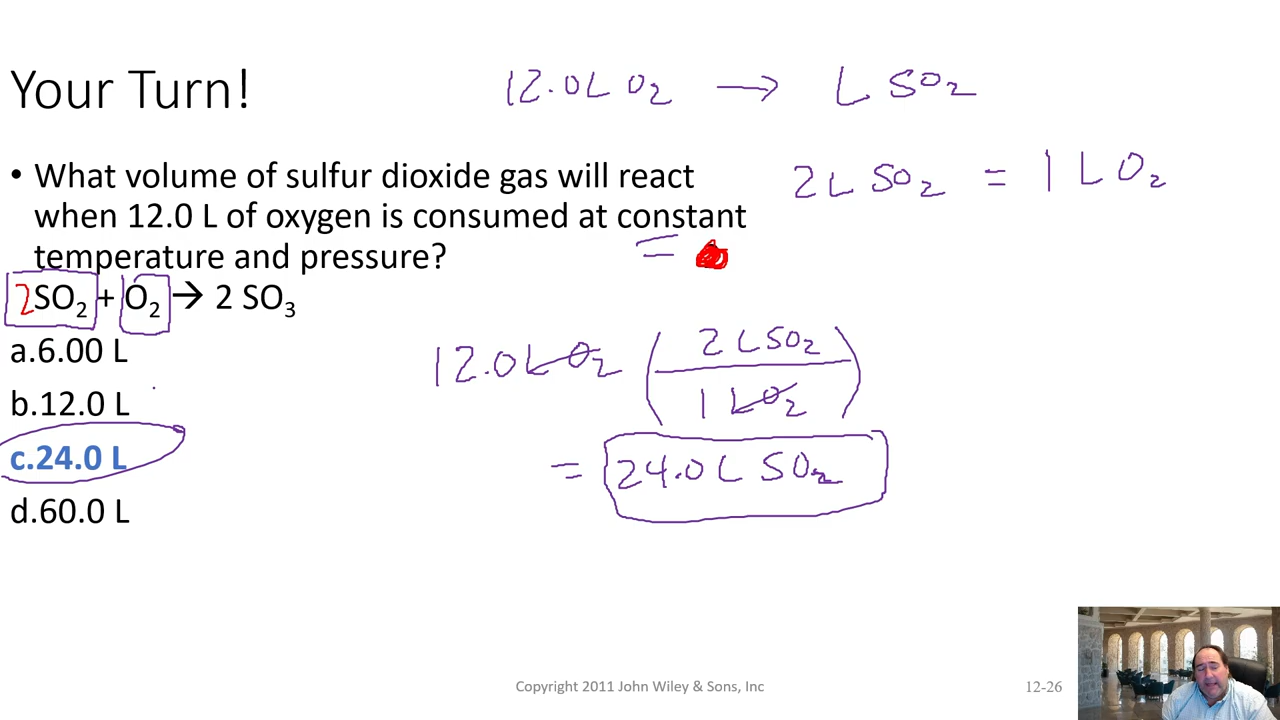 Your Turn!
12.0L O2 → L SO2
2L SO2 = 1 L O2
• What volume of sulfur dioxide gas will react
when 12.0 L of oxygen is consumed at constant
temperature and pressure?
=
2SO2 + O2 → 2 SO3
a.6.00 L
b.12.0 L
c.24.0 L
d.60.0 L
12.0L O2 (2 L SO2 / 1 L O2)
= 24.0 L SO2
Copyright 2011 John Wiley & Sons, Inc
12-26